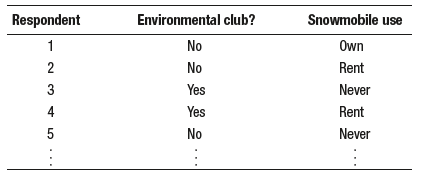 Respondent Environmental club? Snowmobile use
1 No Own
2 No Rent
3 Yes Never
4 Yes Rent
5 No Never
⋮ ⋮ ⋮